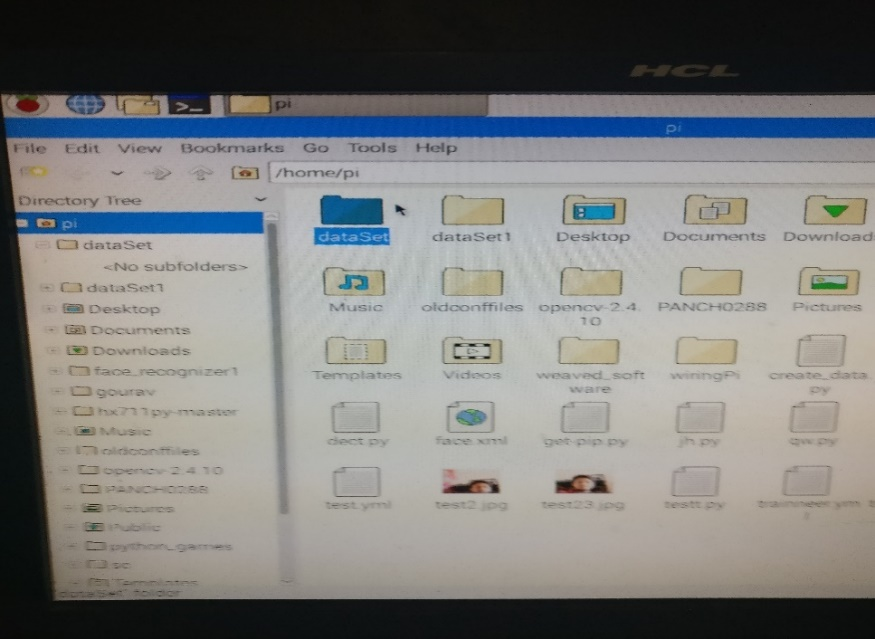 HCL
pi
pi
File Edit View Bookmarks Go Tools Help
/home/pi
Directory Tree
pi
dataSet
<No subfolders>
dataSet1
Desktop
Documents
Downloads
face_recognizer1
gourav
hx711py-master
Music
oldconffiles
opencv-2.4.10
PANCH0288
Pictures
Public
python_games
sc
Templates
dataSet dataSet1 Desktop Documents Download
Music oldconffiles opencv-2.4. PANCH0288 Pictures
10
Templates Videos weaved_soft wiringPi create_data.
ware py
dect.py face.xml get-pip.py jh.py qw.py
test.yml test2.jpg test23.jpg testt.py
"dataSet" folder